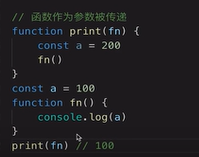 // 函数作为参数被传递
function print(fn) {
    const a = 200
    fn()
}
const a = 100
function fn() {
    console.log(a)
}
print(fn) // 100